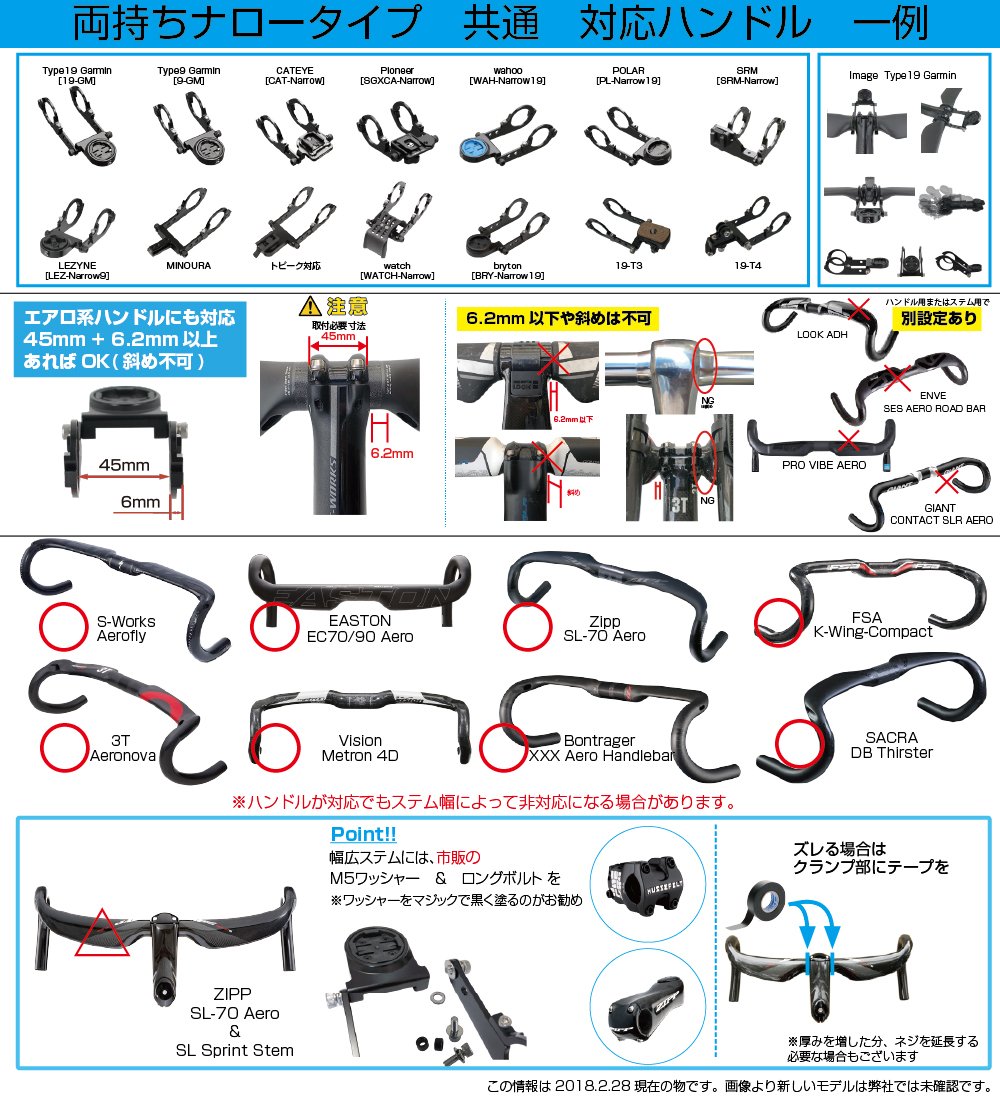 両持ちナロータイプ 共通 対応ハンドル 一例
Type19 Garmin
[19-GM]
Type9 Garmin
[9-GM]
CATEYE
[CAT-Narrow]
Pioneer
[SGXCA-Narrow]
wahoo
[WAH-Narrow19]
POLAR
[PL-Narrow19]
SRM
[SRM-Narrow]
LEZYNE
[LEZ-Narrow9]
MINOURA
トピーク対応
watch
[WATCH-Narrow]
bryton
[BRY-Narrow19]
19-T3
19-T4
Image Type19 Garmin
エアロ系ハンドルにも対応
45mm + 6.2mm 以上
あれば OK ( 斜め不可 )
45mm
6mm
注意
取付必要寸法
45mm
6.2mm
-WORKS
6.2mm 以下や斜めは不可
LOOK
6.2mm 以下
斜め
NG
3T
NG
ハンドル用またはステム用で
別設定あり
LOOK ADH
ENVE
SES AERO ROAD BAR
PRO VIBE AERO
GIANT
GIANT
CONTACT SLR AERO
S-Works
Aerofly
EASTON
EASTON
EC70/90 Aero
Zipp
SL-70 Aero
FSA
K-Wing-Compact
3T
3T
Aeronova
Vision
Metron 4D
Bontrager
XXX Aero Handlebar
SACRA
DB Thirster
※ハンドルが対応でもステム幅によって非対応になる場合があります。
ZIPP
SL-70 Aero
&
SL Sprint Stem
Point!!
幅広ステムには、市販の
M5ワッシャー & ロングボルト を
※ワッシャーをマジックで黒く塗るのがお勧め
HUSSEFELT
ZIPP
ズレる場合は
クランプ部にテープを
※厚みを増した分、ネジを延長する
必要な場合もございます
この情報は 2018.2.28 現在の物です。画像より新しいモデルは弊社では未確認です。